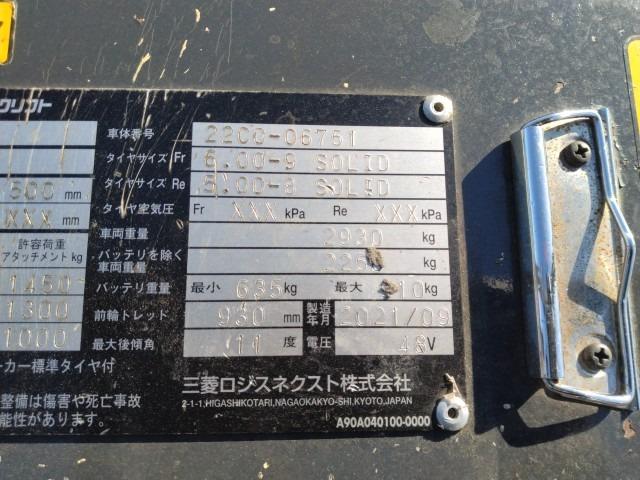 クリフト
車体番号 22CC-06751
タイヤサイズ Fr 6.00-9 SOLID
タイヤサイズ Re 5.00-8 SOLID
500 mm タイヤ空気圧 Fr XXX kPa Re XXX kPa
XXX mm 車両重量 2930 kg
許容荷重
アタッチメント kg バッテリを除く
車両重量 kg
1450 バッテリ重量 最小 635 kg 最大 kg
1300 前輪トレッド 930 mm 製造
年月 2021/09
1000 最大後傾角 11 度 電圧 48 V
ーカー標準タイヤ付
三菱ロジスネクスト株式会社
整備は傷害や死亡事故 2-1-1,HIGASHIKOTARI,NAGAOKAKYO-SHI,KYOTO,JAPAN
能性があります。 A90A040100-0000